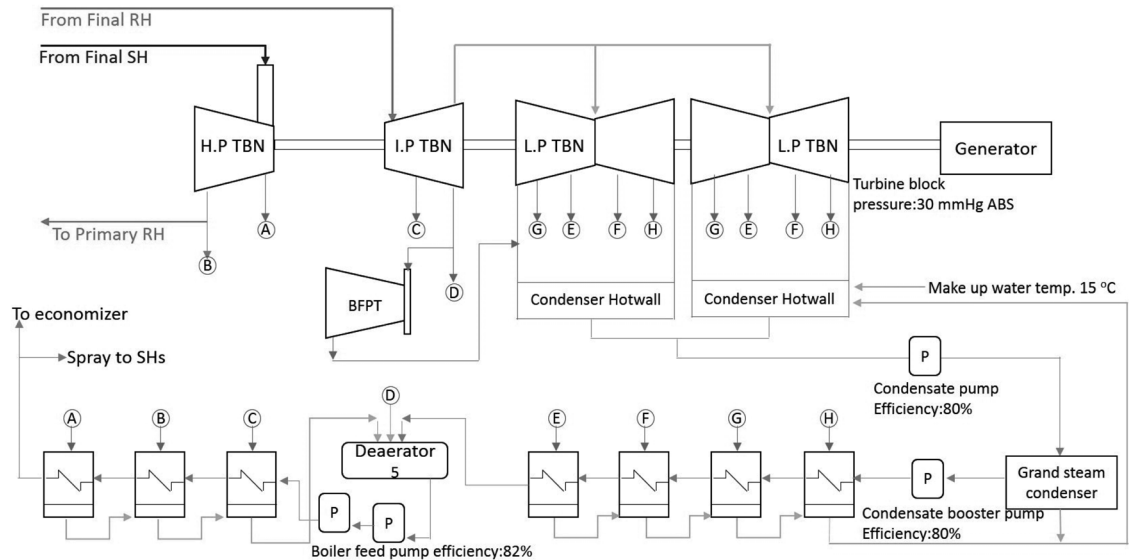 From Final RH
From Final SH
H.P TBN
I.P TBN
L.P TBN
L.P TBN
Generator
Turbine block
pressure:30 mmHg ABS
G
E
F
H
G
E
F
H
A
C
To Primary RH
B
D
BFPT
Condenser Hotwall
Condenser Hotwall
Make up water temp. 15 °C
To economizer
Spray to SHs
P
Condensate pump
Efficiency:80%
A
B
C
D
E
F
G
H
Deaerator
5
P
P
P
Grand steam
condenser
Condensate booster pump
Efficiency:80%
Boiler feed pump efficiency:82%